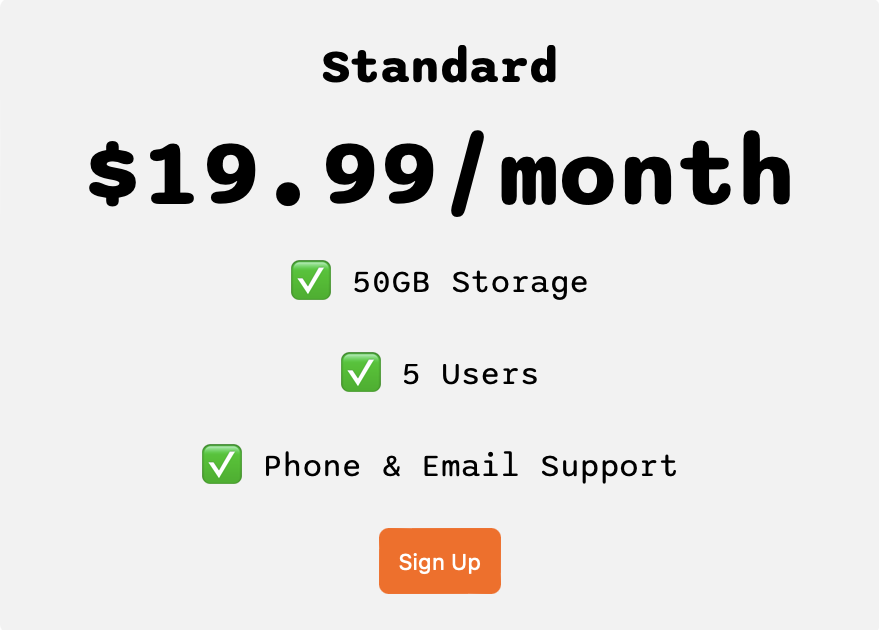 Standard
$19.99/month
✅ 50GB Storage
✅ 5 Users
✅ Phone & Email Support
Sign Up